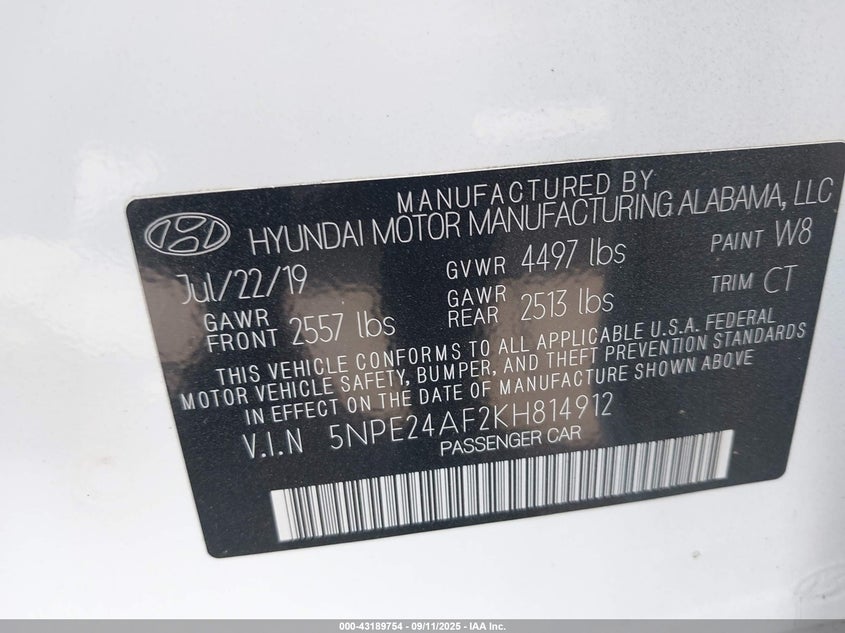 MANUFACTURED BY
HYUNDAI MOTOR MANUFACTURING ALABAMA, LLC
Jul/22/19 GVWR 4497 lbs PAINT W8
GAWR FRONT 2557 lbs GAWR REAR 2513 lbs TRIM CT
THIS VEHICLE CONFORMS TO ALL APPLICABLE U.S.A. FEDERAL
MOTOR VEHICLE SAFETY, BUMPER, AND THEFT PREVENTION STANDARDS
IN EFFECT ON THE DATE OF MANUFACTURE SHOWN ABOVE
V.I.N 5NPE24AF2KH814912
PASSENGER CAR
000-43189754 - 09/11/2025 - IAA Inc.